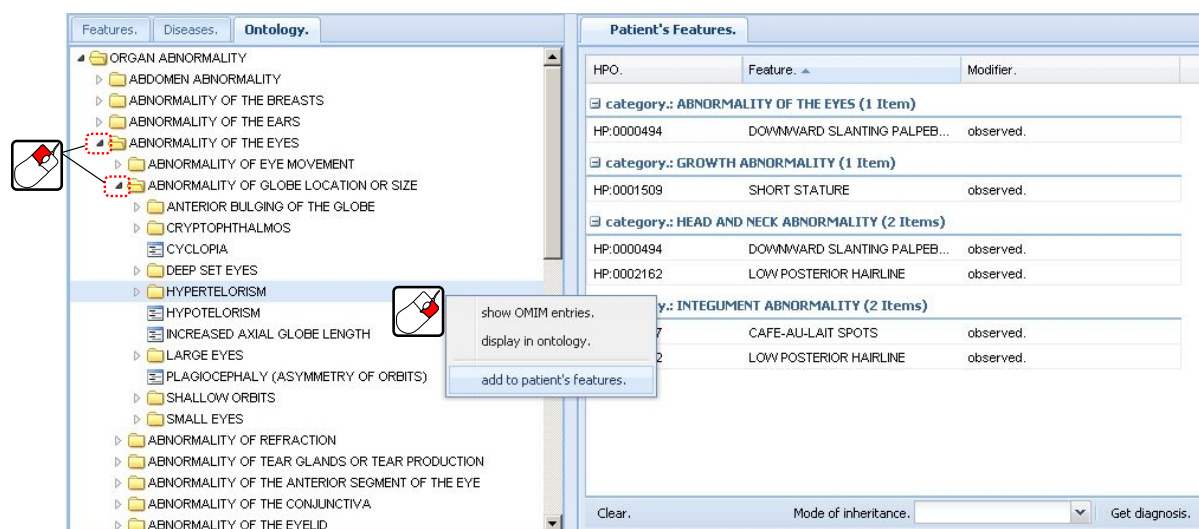 Features. Diseases. Ontology.
ORGAN ABNORMALITY
ABDOMEN ABNORMALITY
ABNORMALITY OF THE BREASTS
ABNORMALITY OF THE EARS
ABNORMALITY OF THE EYES
ABNORMALITY OF EYE MOVEMENT
ABNORMALITY OF GLOBE LOCATION OR SIZE
ANTERIOR BULGING OF THE GLOBE
CRYPTOPHTHALMOS
CYCLOPIA
DEEP SET EYES
HYPERTELORISM
HYPOTELORISM
INCREASED AXIAL GLOBE LENGTH
LARGE EYES
PLAGIOCEPHALY (ASYMMETRY OF ORBITS)
SHALLOW ORBITS
SMALL EYES
ABNORMALITY OF REFRACTION
ABNORMALITY OF TEAR GLANDS OR TEAR PRODUCTION
ABNORMALITY OF THE ANTERIOR SEGMENT OF THE EYE
ABNORMALITY OF THE CONJUNCTIVA
ABNORMALITY OF THE EYELID
show OMIM entries.
display in ontology.
add to patient's features.
Patient's Features.
HPO. Feature. Modifier.
category.: ABNORMALITY OF THE EYES (1 Item)
HP:0000494 DOWNWARD SLANTING PALPEB... observed.
category.: GROWTH ABNORMALITY (1 Item)
HP:0001509 SHORT STATURE observed.
category.: HEAD AND NECK ABNORMALITY (2 Items)
HP:0000494 DOWNWARD SLANTING PALPEB... observed.
HP:0002162 LOW POSTERIOR HAIRLINE observed.
y.: INTEGUMENT ABNORMALITY (2 Items)
7 CAFE-AU-LAIT SPOTS observed.
2 LOW POSTERIOR HAIRLINE observed.
Clear. Mode of inheritance. Get diagnosis.